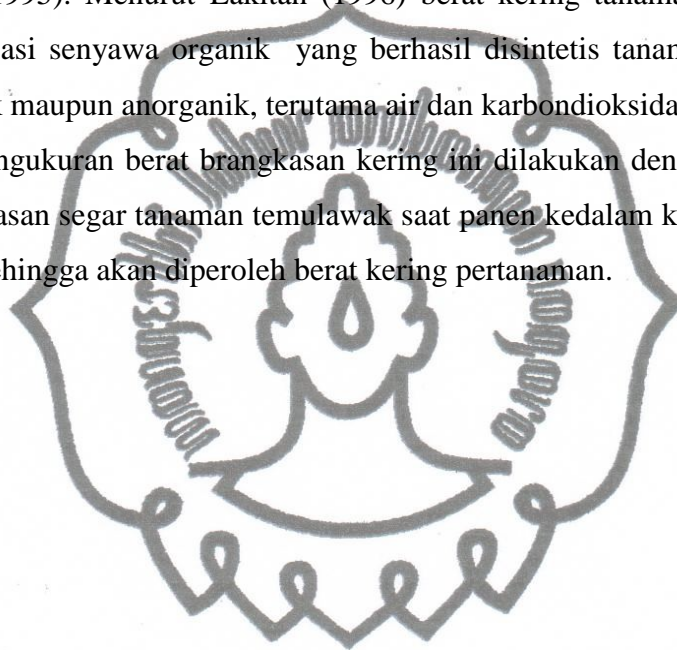 1995). Menurut Lakitan (1996) berat kering tanama
asi senyawa organik yang berhasil disintetis tanam
maupun anorganik, terutama air dan karbondioksida
ngukuran berat brangkasan kering ini dilakukan den
asan segar tanaman temulawak saat panen kedalam k
ehingga akan diperoleh berat kering pertanaman.